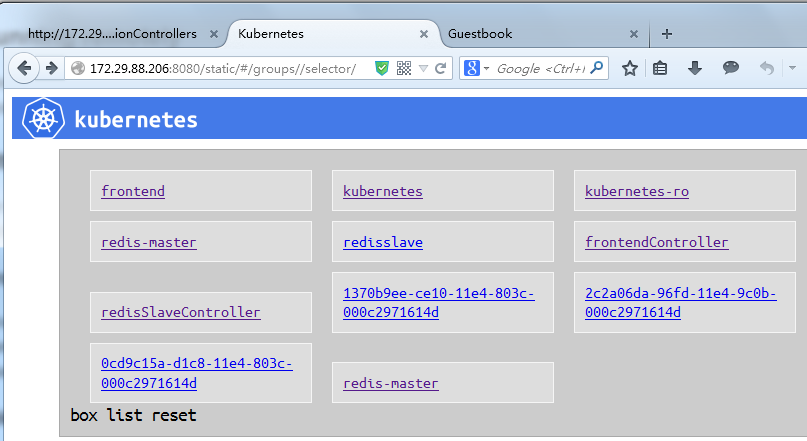 http://172.29....ionControllers
Kubernetes
Guestbook
172.29.88.206:8080/static/#/groups//selector/
Google <Ctrl+
kubernetes
frontend
kubernetes
kubernetes-ro
redis-master
redisslave
frontendController
redisSlaveController
1370b9ee-ce10-11e4-803c-
000c2971614d
2c2a06da-96fd-11e4-9c0b-
000c2971614d
0cd9c15a-d1c8-11e4-803c-
000c2971614d
redis-master
box list reset